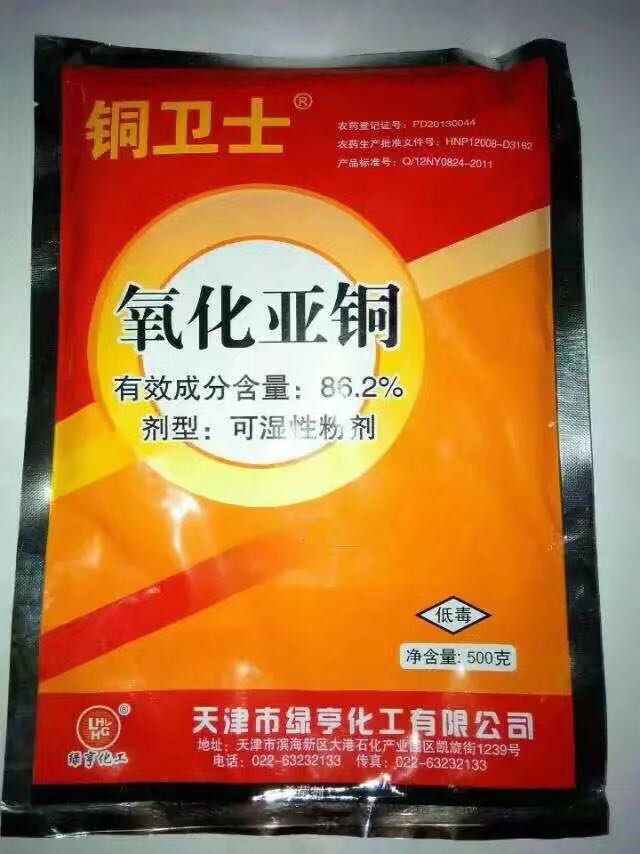 铜卫士®
农药登记证号：PD20130044
农药生产批准文件号：HNP12008-D3162
产品标准号：Q/12NY0824-2011
氧化亚铜
有效成分含量：86.2%
剂型：可湿性粉剂
低毒
净含量：500克
LHLV
HG
®
绿亨化工
天津市绿亨化工有限公司
地址：天津市滨海新区大港石化产业园区凯旋街1239号
电话：022-63232133 传真：022-63232133
杀菌剂